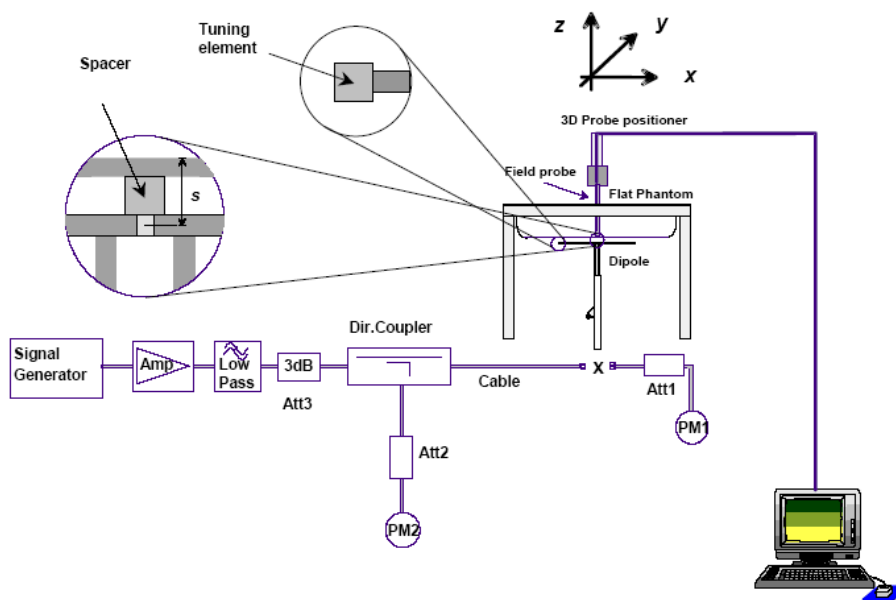 Tuning
element
z
y
x
Spacer
3D Probe positioner
s
Field probe
Flat Phantom
Dipole
Dir.Coupler
Signal
Generator
Amp
Low
Pass
3dB
Att3
Cable
X
Att1
PM1
Att2
PM2